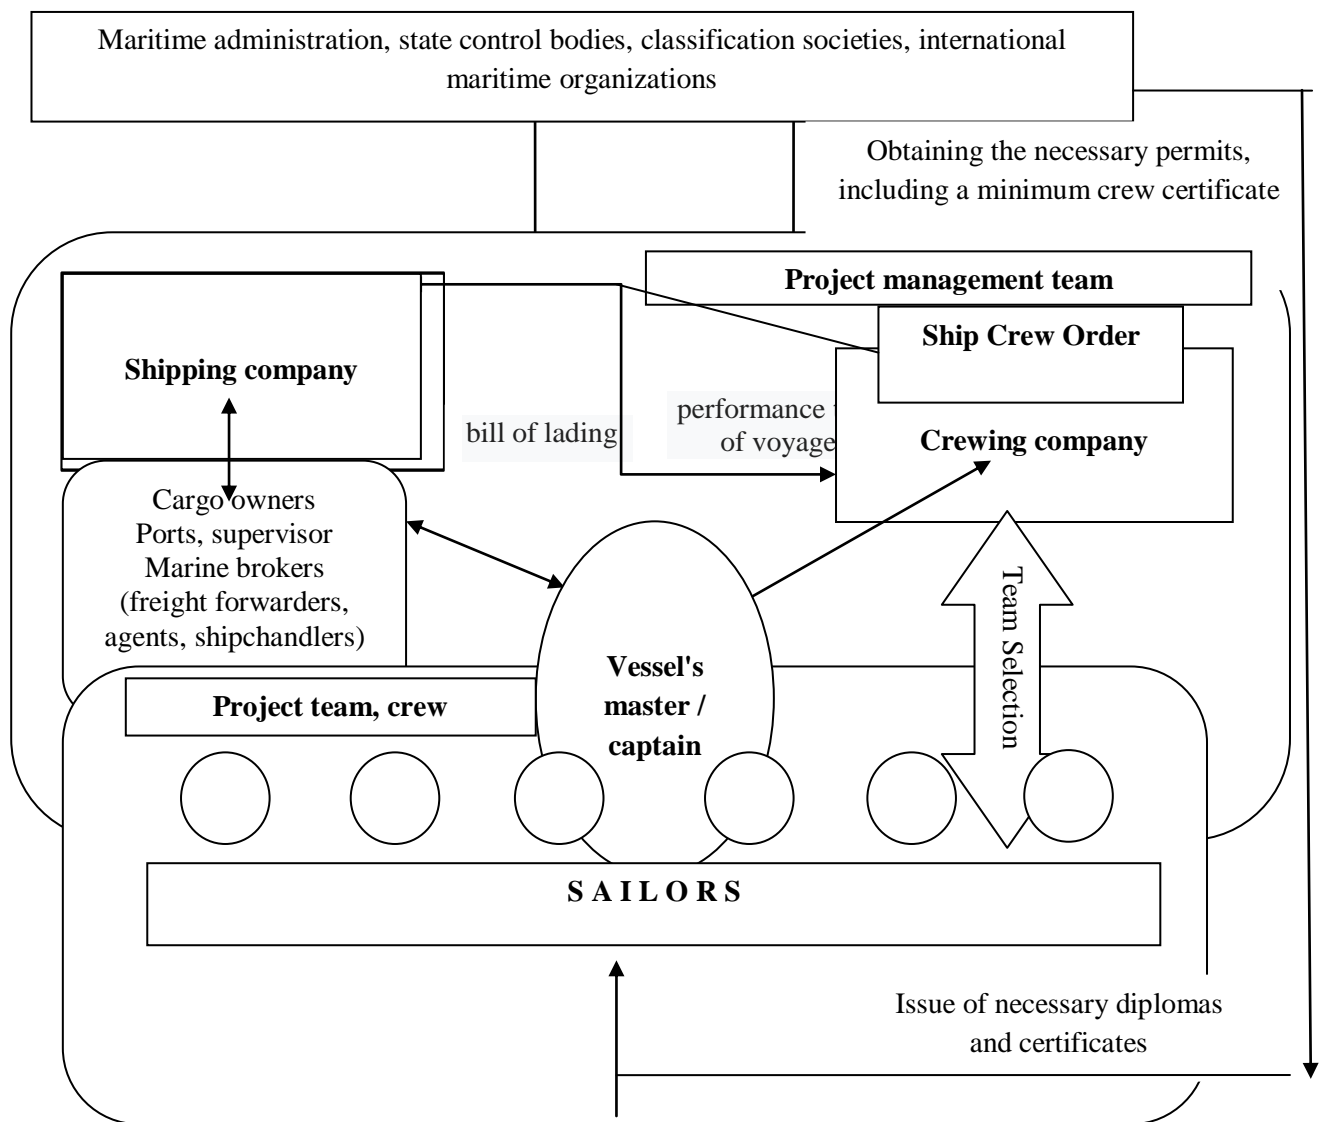 Maritime administration, state control bodies, classification societies, international
maritime organizations
Obtaining the necessary permits,
including a minimum crew certificate
Project management team
Ship Crew Order
Shipping company
bill of lading
performance
of voyage
Crewing company
Cargo owners
Ports, supervisor
Marine brokers
(freight forwarders,
agents, shipchandlers)
Team Selection
Vessel's
master /
captain
Project team, crew
S A I L O R S
Issue of necessary diplomas
and certificates